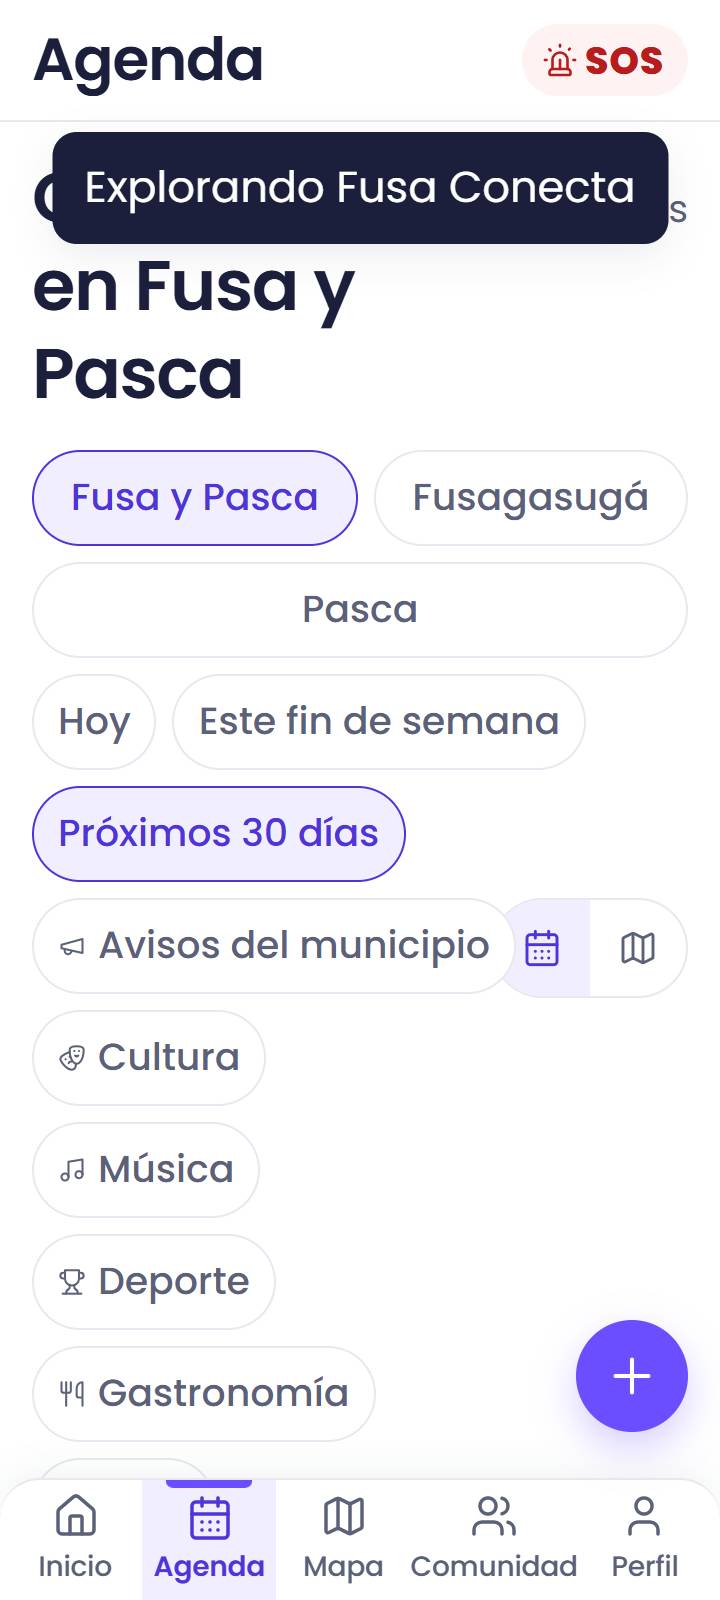 Agenda
SOS
Explorando Fusa Conecta
en Fusa y
Pasca
Fusa y Pasca
Fusagasugá
Pasca
Hoy
Este fin de semana
Próximos 30 días
Avisos del municipio
Cultura
Música
Deporte
Gastronomía
Inicio
Agenda
Mapa
Comunidad
Perfil